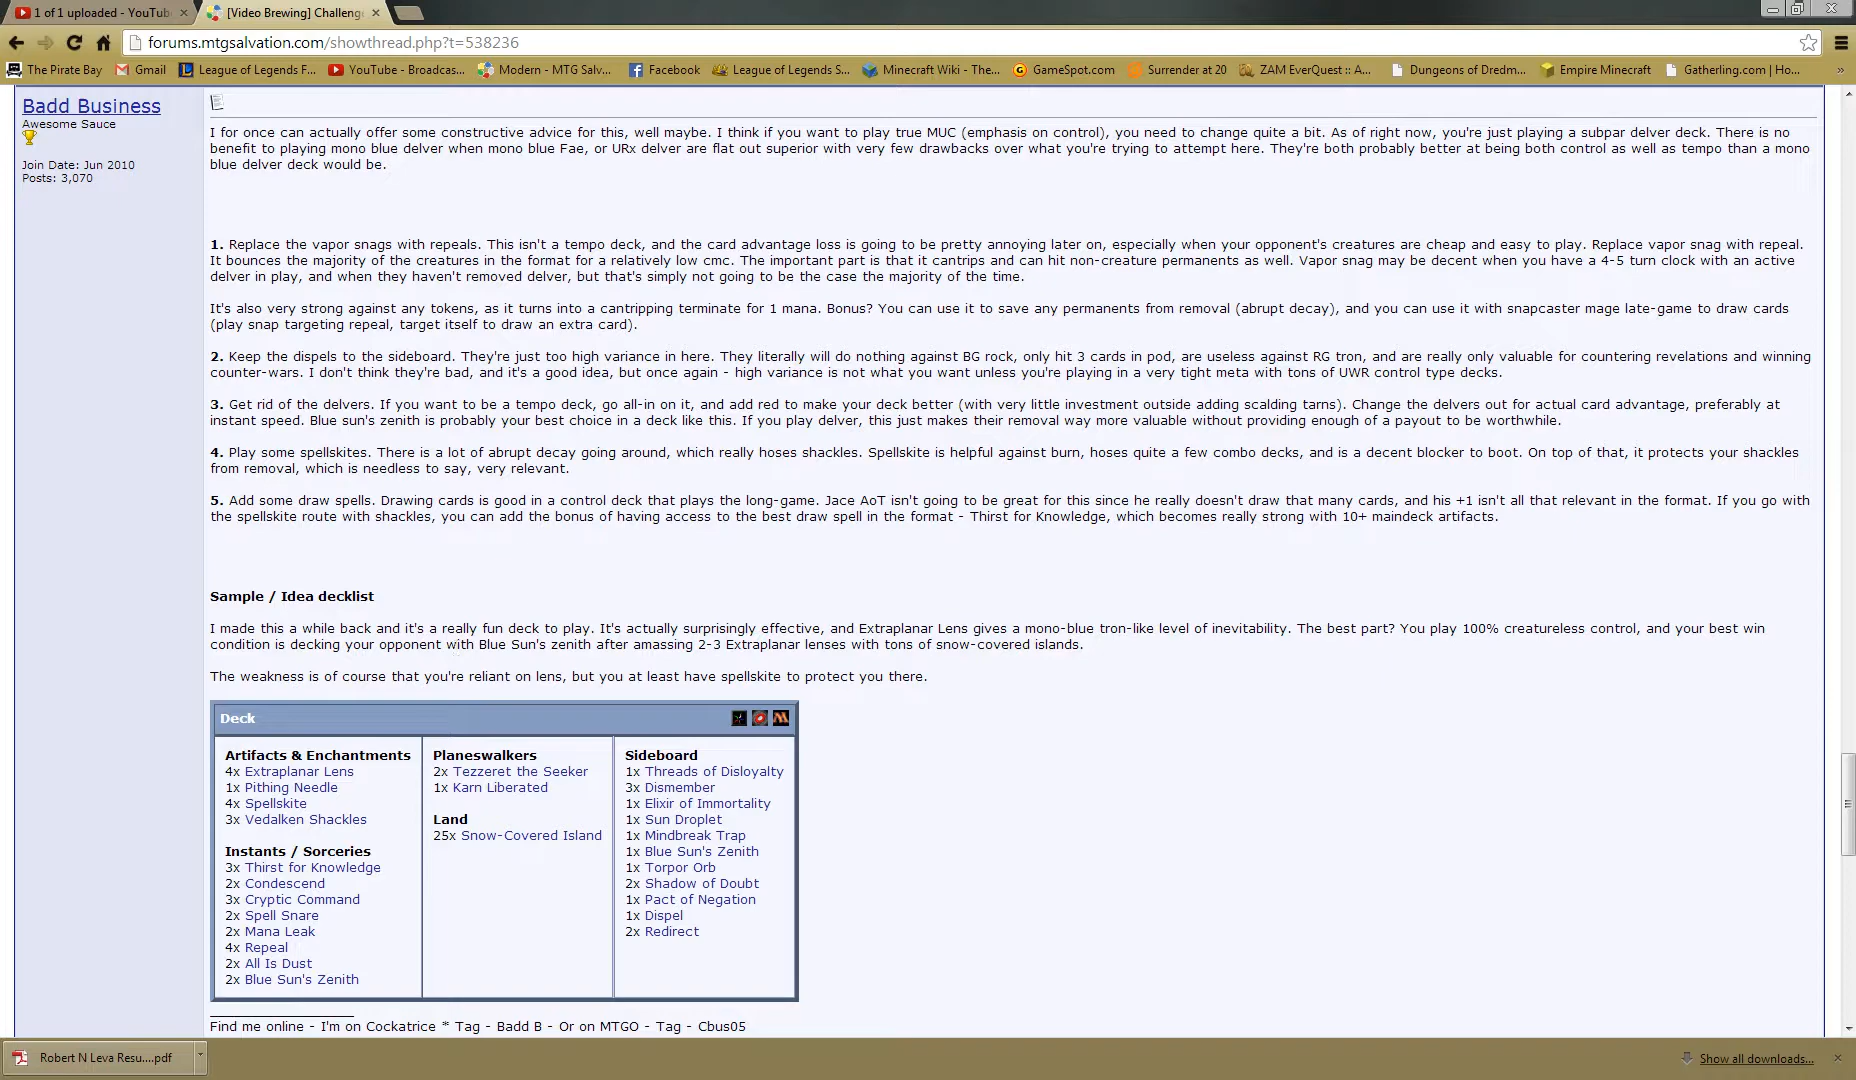 1 of 1 uploaded - YouTub
[Video Brewing] Challeng
forums.mtgsalvation.com/showthread.php?t=538236
The Pirate Bay
Gmail
League of Legends F...
YouTube - Broadcas...
Modern - MTG Salv...
Facebook
League of Legends S...
Minecraft Wiki - The...
GameSpot.com
Surrender at 20
ZAM EverQuest :: A...
Dungeons of Dredm...
Empire Minecraft
Gatherling.com | Ho...
»
Badd Business
Awesome Sauce
Join Date: Jun 2010
Posts: 3,070
I for once can actually offer some constructive advice for this, well maybe. I think if you want to play true MUC (emphasis on control), you need to change quite a bit. As of right now, you're just playing a subpar delver deck. There is no
benefit to playing mono blue delver when mono blue Fae, or URx delver are flat out superior with very few drawbacks over what you're trying to attempt here. They're both probably better at being both control as well as tempo than a mono
blue delver deck would be.
1. Replace the vapor snags with repeals. This isn't a tempo deck, and the card advantage loss is going to be pretty annoying later on, especially when your opponent's creatures are cheap and easy to play. Replace vapor snag with repeal.
It bounces the majority of the creatures in the format for a relatively low cmc. The important part is that it cantrips and can hit non-creature permanents as well. Vapor snag may be decent when you have a 4-5 turn clock with an active
delver in play, and when they haven't removed delver, but that's simply not going to be the case the majority of the time.
It's also very strong against any tokens, as it turns into a cantripping terminate for 1 mana. Bonus? You can use it to save any permanents from removal (abrupt decay), and you can use it with snapcaster mage late-game to draw cards
(play snap targeting repeal, target itself to draw an extra card).
2. Keep the dispels to the sideboard. They're just too high variance in here. They literally will do nothing against BG rock, only hit 3 cards in pod, are useless against RG tron, and are really only valuable for countering revelations and winning
counter-wars. I don't think they're bad, and it's a good idea, but once again - high variance is not what you want unless you're playing in a very tight meta with tons of UWR control type decks.
3. Get rid of the delvers. If you want to be a tempo deck, go all-in on it, and add red to make your deck better (with very little investment outside adding scalding tarns). Change the delvers out for actual card advantage, preferably at
instant speed. Blue sun's zenith is probably your best choice in a deck like this. If you play delver, this just makes their removal way more valuable without providing enough of a payout to be worthwhile.
4. Play some spellskites. There is a lot of abrupt decay going around, which really hoses shackles. Spellskite is helpful against burn, hoses quite a few combo decks, and is a decent blocker to boot. On top of that, it protects your shackles
from removal, which is needless to say, very relevant.
5. Add some draw spells. Drawing cards is good in a control deck that plays the long-game. Jace AoT isn't going to be great for this since he really doesn't draw that many cards, and his +1 isn't all that relevant in the format. If you go with
the spellskite route with shackles, you can add the bonus of having access to the best draw spell in the format - Thirst for Knowledge, which becomes really strong with 10+ maindeck artifacts.
Sample / Idea decklist
I made this a while back and it's a really fun deck to play. It's actually surprisingly effective, and Extraplanar Lens gives a mono-blue tron-like level of inevitability. The best part? You play 100% creatureless control, and your best win
condition is decking your opponent with Blue Sun's zenith after amassing 2-3 Extraplanar lenses with tons of snow-covered islands.
The weakness is of course that you're reliant on lens, but you at least have spellskite to protect you there.
Deck
Artifacts & Enchantments
4x Extraplanar Lens
1x Pithing Needle
4x Spellskite
3x Vedalken Shackles
Instants / Sorceries
3x Thirst for Knowledge
2x Condescend
3x Cryptic Command
2x Spell Snare
2x Mana Leak
4x Repeal
2x All Is Dust
2x Blue Sun's Zenith
Planeswalkers
2x Tezzeret the Seeker
1x Karn Liberated
Land
25x Snow-Covered Island
Sideboard
1x Threads of Disloyalty
3x Dismember
1x Elixir of Immortality
1x Sun Droplet
1x Mindbreak Trap
1x Blue Sun's Zenith
1x Torpor Orb
2x Shadow of Doubt
1x Pact of Negation
1x Dispel
2x Redirect
Find me online - I'm on Cockatrice * Tag - Badd B - Or on MTGO - Tag - Cbus05
Robert N Leva Resu....pdf
Show all downloads...